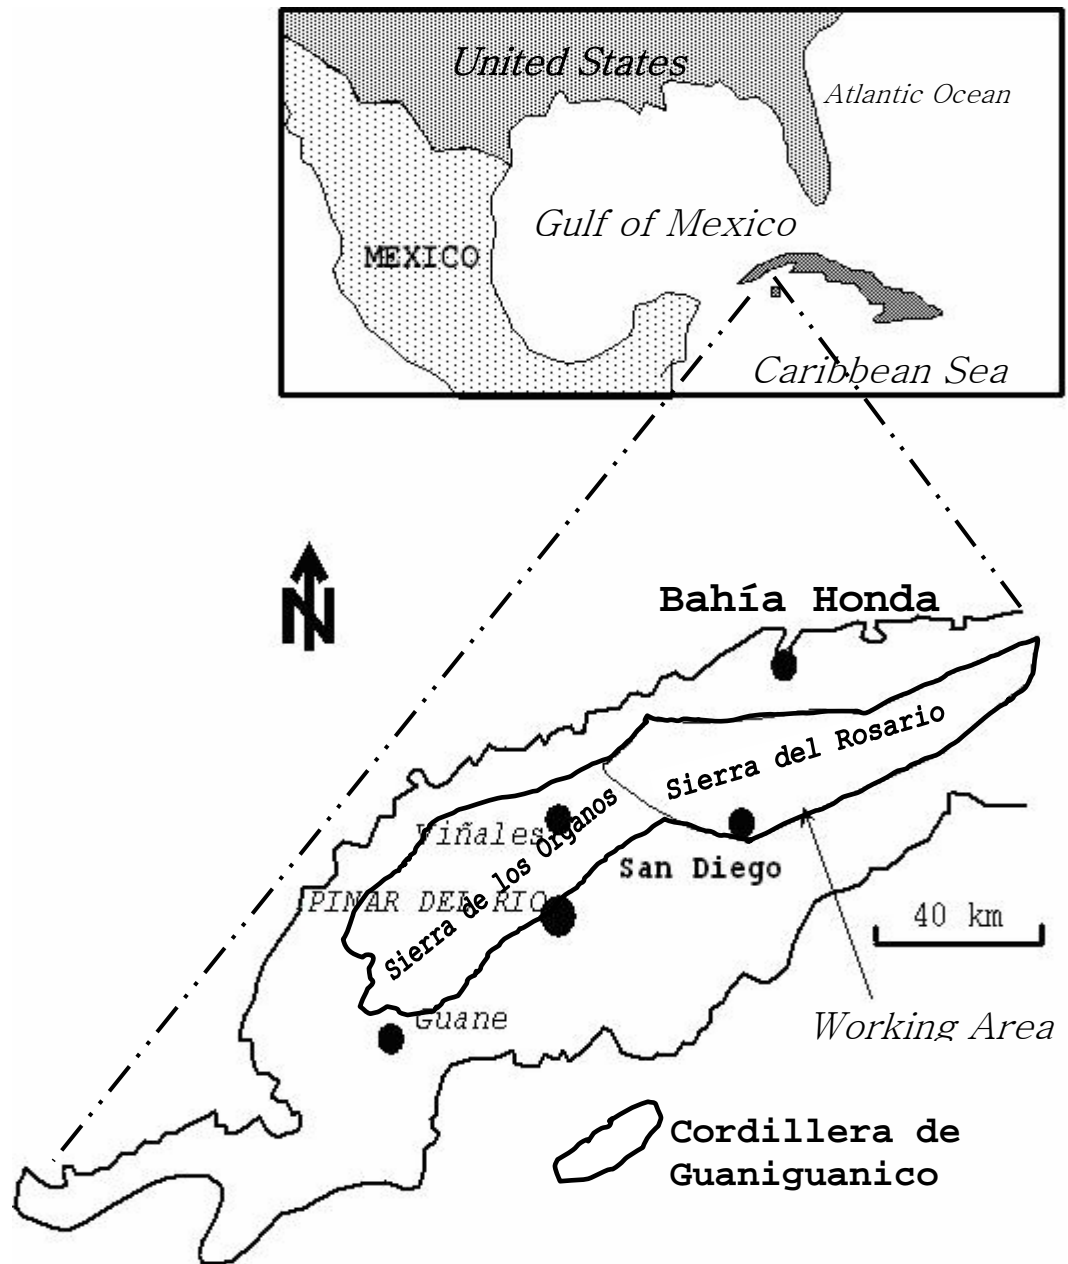 United States
Atlantic Ocean
Gulf of Mexico
MEXICO
Caribbean Sea
N
Bahía Honda
Sierra del Rosario
Viñales
Sierra de los Organos
San Diego
PINAR DEL RIO
40 km
Guane
Working Area
Cordillera de
Guaniguanico